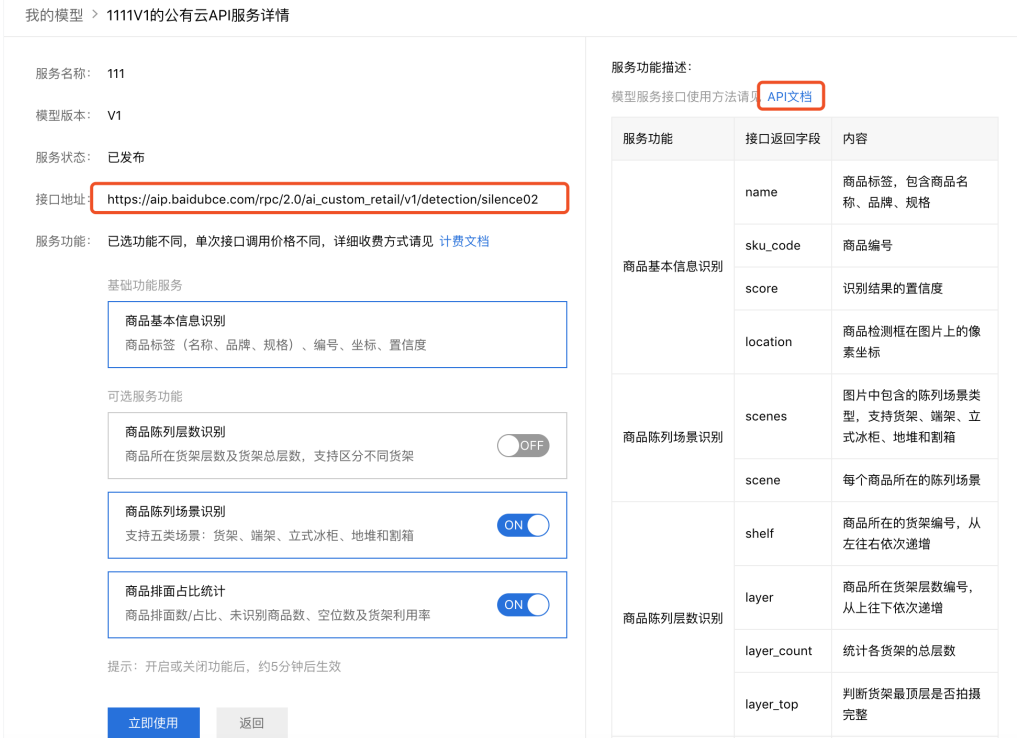 我的模型 > 1111V1的公有云API服务详情
服务名称： 111
模型版本： V1
服务状态： 已发布
接口地址： https://aip.baidubce.com/rpc/2.0/ai_custom_retail/v1/detection/silence02
服务功能： 已选功能不同，单次接口调用价格不同，详细收费方式请见 计费文档
基础功能服务
商品基本信息识别
商品标签（名称、品牌、规格）、编号、坐标、置信度
可选服务功能
商品陈列层数识别
商品所在货架层数及货架总层数，支持区分不同货架
OFF
商品陈列场景识别
支持五类场景：货架、端架、立式冰柜、地堆和割箱
ON
商品排面占比统计
商品排面数/占比、未识别商品数、空位数及货架利用率
ON
提示：开启或关闭功能后，约5分钟后生效
立即使用 返回
服务功能描述：
模型服务接口使用方法请见 API文档
服务功能 接口返回字段 内容
商品基本信息识别
name
商品标签，包含商品名
称、品牌、规格
sku_code 商品编号
score 识别结果的置信度
location
商品检测框在图片上的像
素坐标
商品陈列场景识别
scenes
图片中包含的陈列场景类
型，支持货架、端架、立
式冰柜、地堆和割箱
scene 每个商品所在的陈列场景
商品陈列层数识别
shelf
商品所在的货架编号，从
左往右依次递增
layer
商品所在货架层数编号，
从上往下依次递增
layer_count 统计各货架的总层数
layer_top
判断货架最顶层是否拍摄
完整